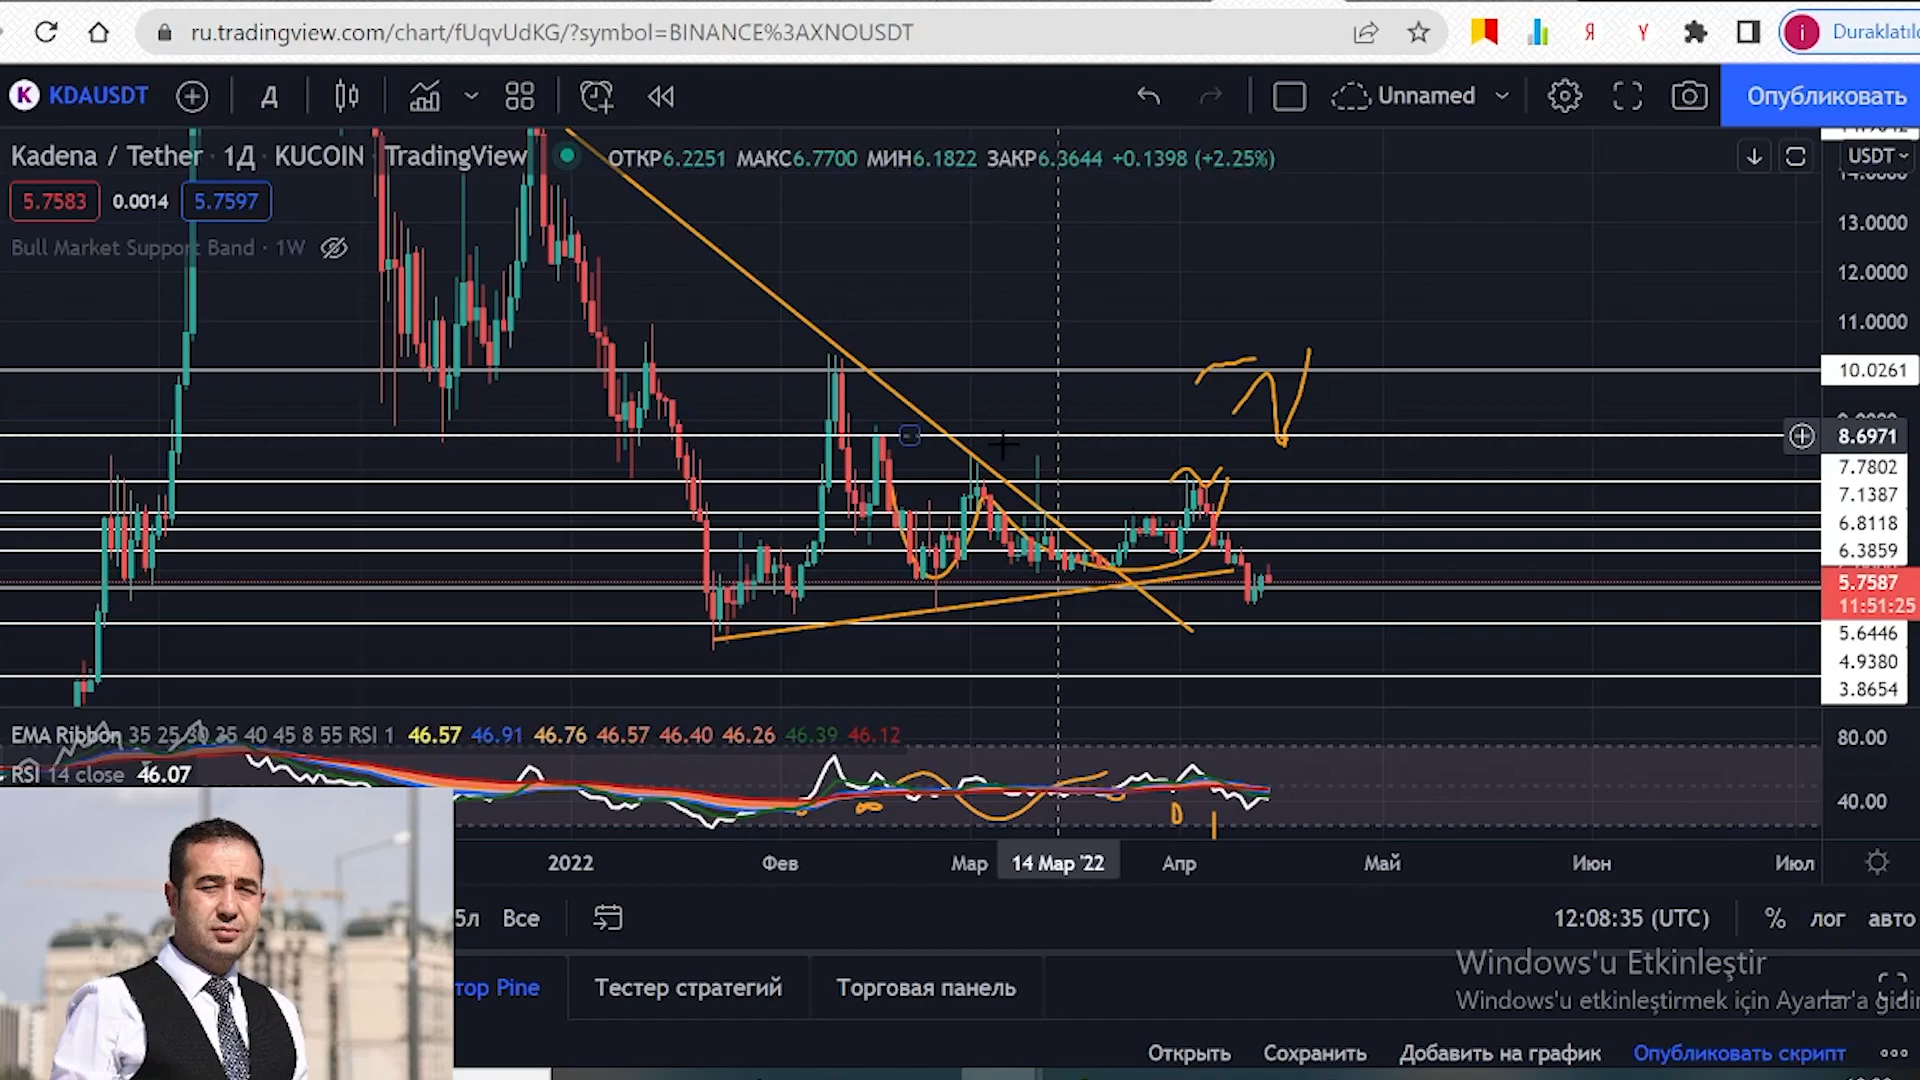 ru.tradingview.com/chart/fUqvUdKG/?symbol=BINANCE%3AXNOUSDT
Я
Y
i
Duraklatıld
K KDAUSDT
Д
Unnamed
Опубликовать
Kadena / Tether · 1Д · KUCOIN TradingView
ОТКР6.2251 МАКС6.7700 МИН6.1822 ЗАКР6.3644 +0.1398 (+2.25%)
USDT
5.7583 0.0014 5.7597
Bull Market Support Band · 1W
13.0000
12.0000
11.0000
10.0261
8.6971
7.7802
7.1387
6.8118
6.3859
5.7587
11:51:25
5.6446
4.9380
3.8654
EMA Ribbon 35 25 30 35 40 45 8 55 RSI 1 46.57 46.91 46.76 46.57 46.40 46.26 46.39 46.12
80.00
RSI 14 close 46.07
40.00
2022 Фев Мар 14 Мар '22 Апр Май Июн Июл
5л Все
12:08:35 (UTC) % лог авто
тор Pine Тестер стратегий Торговая панель
Windows'u Etkinleştir
Windows'u etkinleştirmek için Ayarlar'a gidin
Открыть Сохранить Добавить на график Опубликовать скрипт